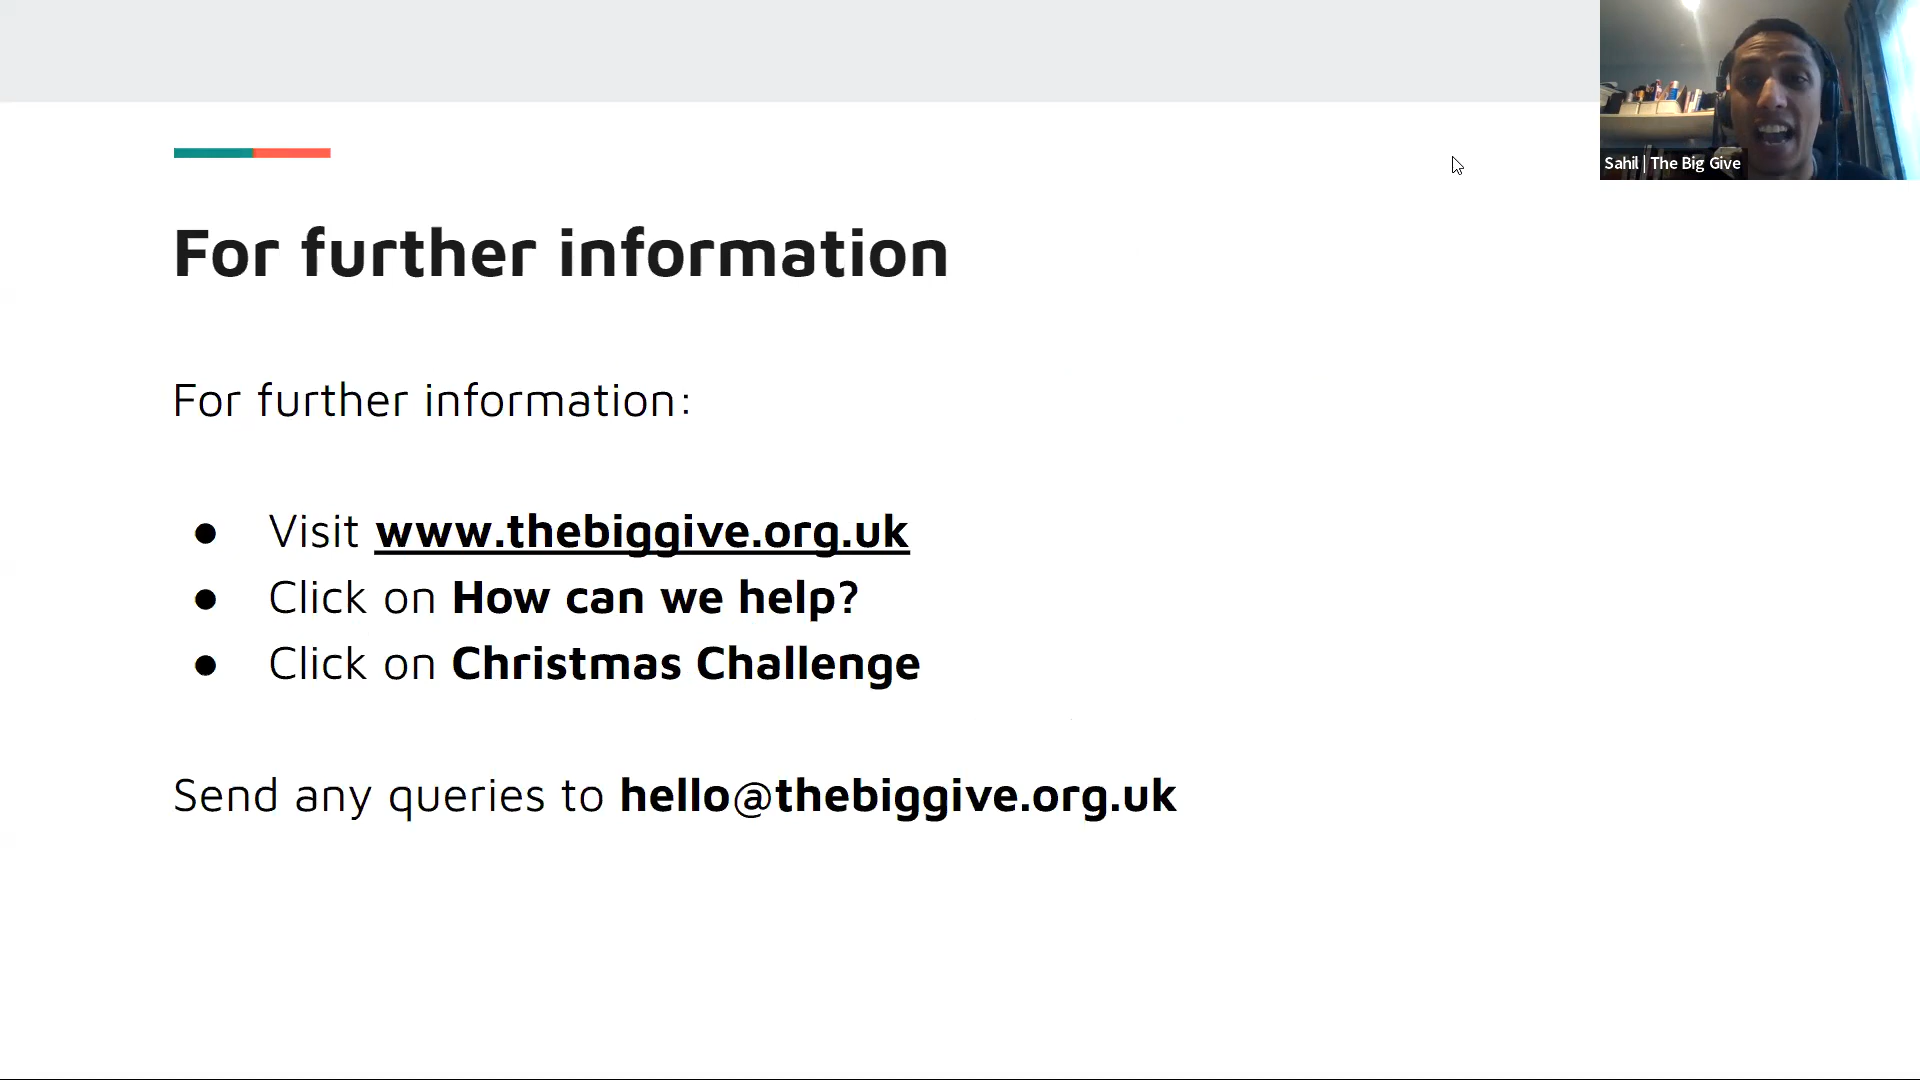 Sahil | The Big Give
For further information
For further information:
● Visit www.thebiggive.org.uk
● Click on How can we help?
● Click on Christmas Challenge
Send any queries to hello@thebiggive.org.uk